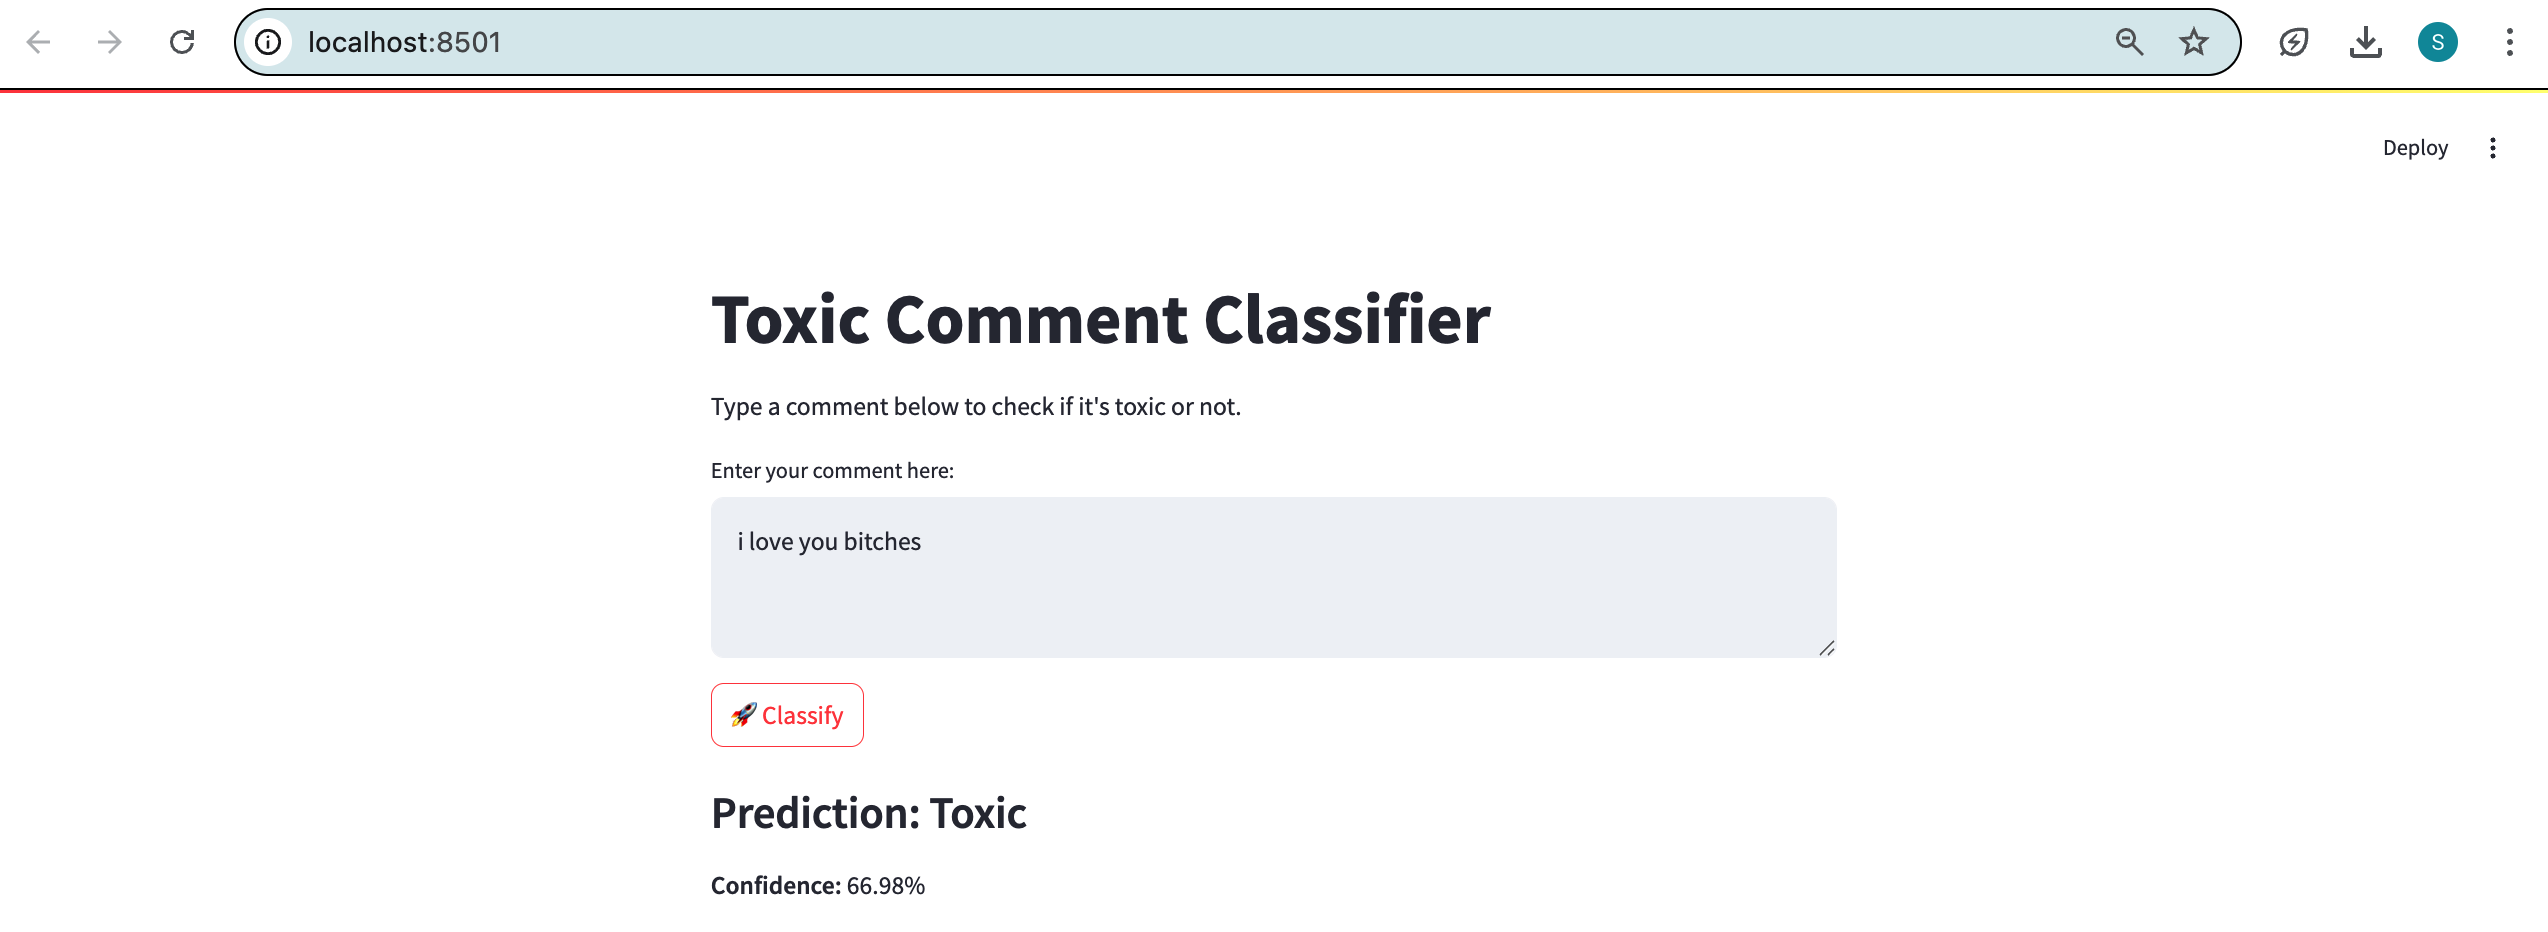 localhost:8501
S
Deploy
Toxic Comment Classifier
Type a comment below to check if it's toxic or not.
Enter your comment here:
i love you bitches
🚀 Classify
Prediction: Toxic
Confidence: 66.98%